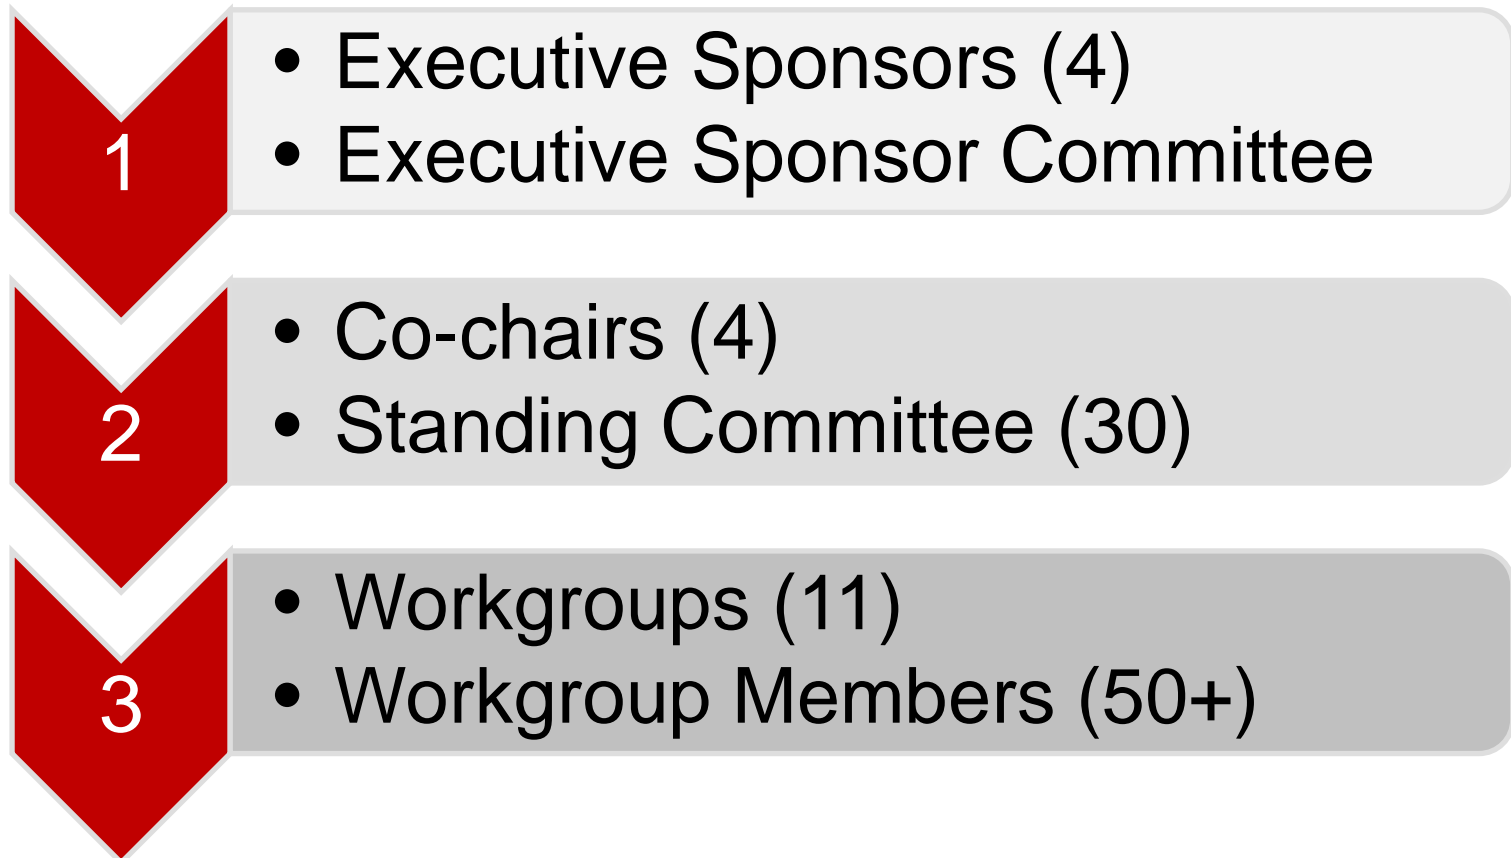 1
• Executive Sponsors (4)
• Executive Sponsor Committee
2
• Co-chairs (4)
• Standing Committee (30)
3
• Workgroups (11)
• Workgroup Members (50+)